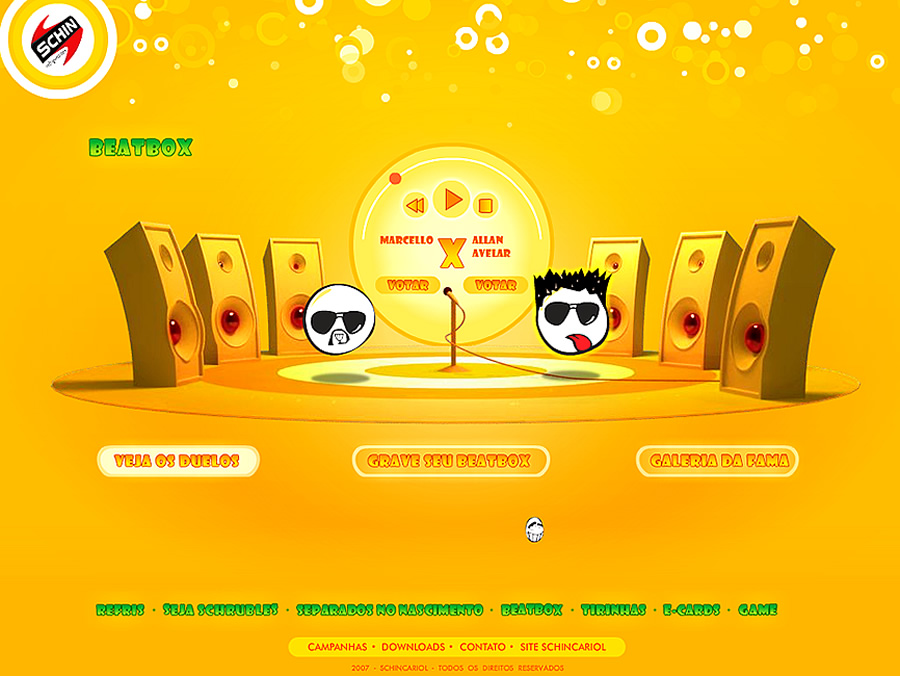 SCHIN
BEATBOX
MARCELLO X ALLAN AVELAR
VOTAR VOTAR
VEJA OS DUELOS GRAVE SEU BEATBOX GALERIA DA FAMA
REFRIS · SEJA SCHRUBLES · SEPARADOS NO NASCIMENTO · BEATBOX · TIRINHAS · E-CARDS · GAME
CAMPANHAS · DOWNLOADS · CONTATO · SITE SCHINCARIOL
2007 - SCHINCARIOL - TODOS OS DIREITOS RESERVADOS